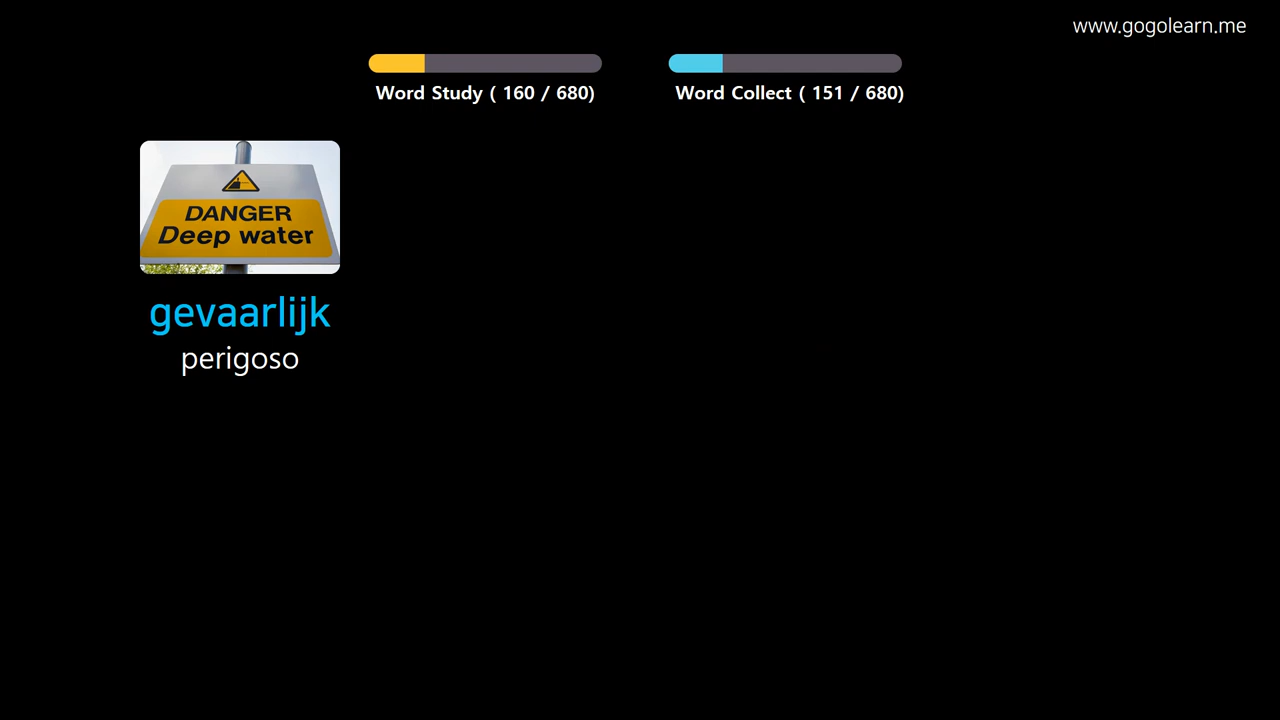 www.gogolearn.me
Word Study ( 160 / 680)
Word Collect ( 151 / 680)
DANGER
Deep water
gevaarlijk
perigoso